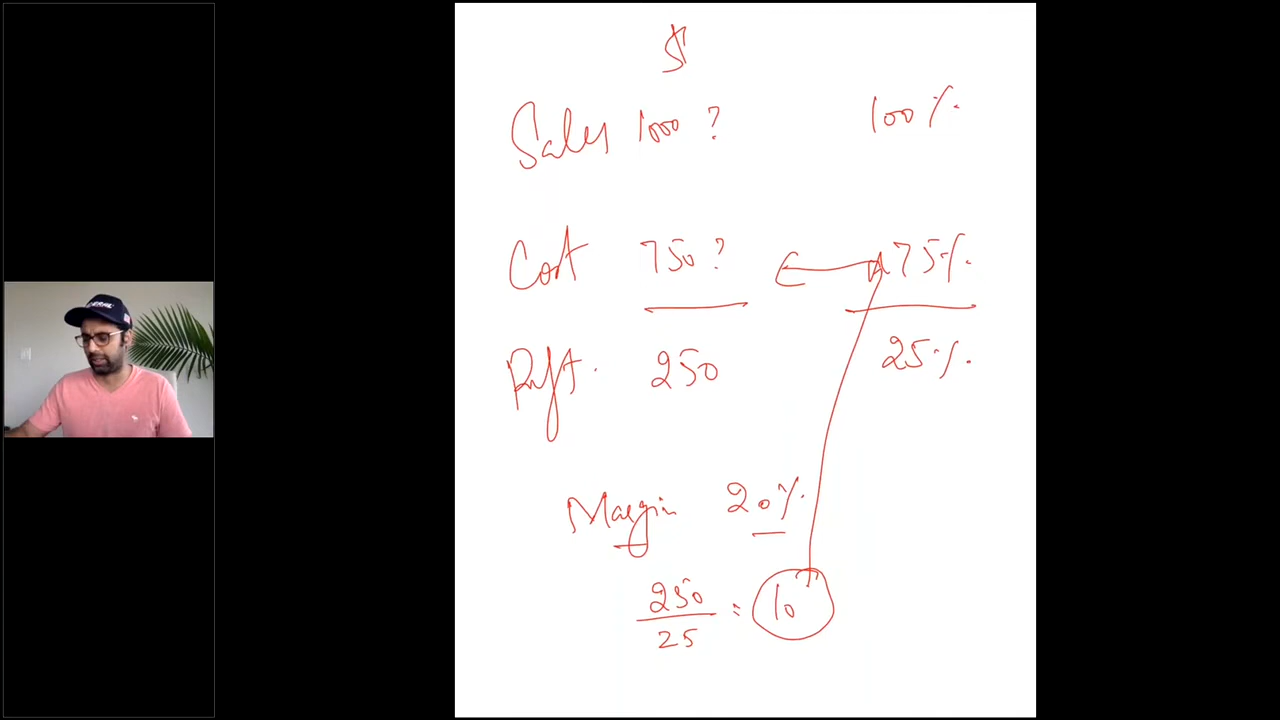 $
Sales 1000 ? 100%
Cost 750 ? 75%
Profit. 250 25%
Margin 20%
250
25
= 10